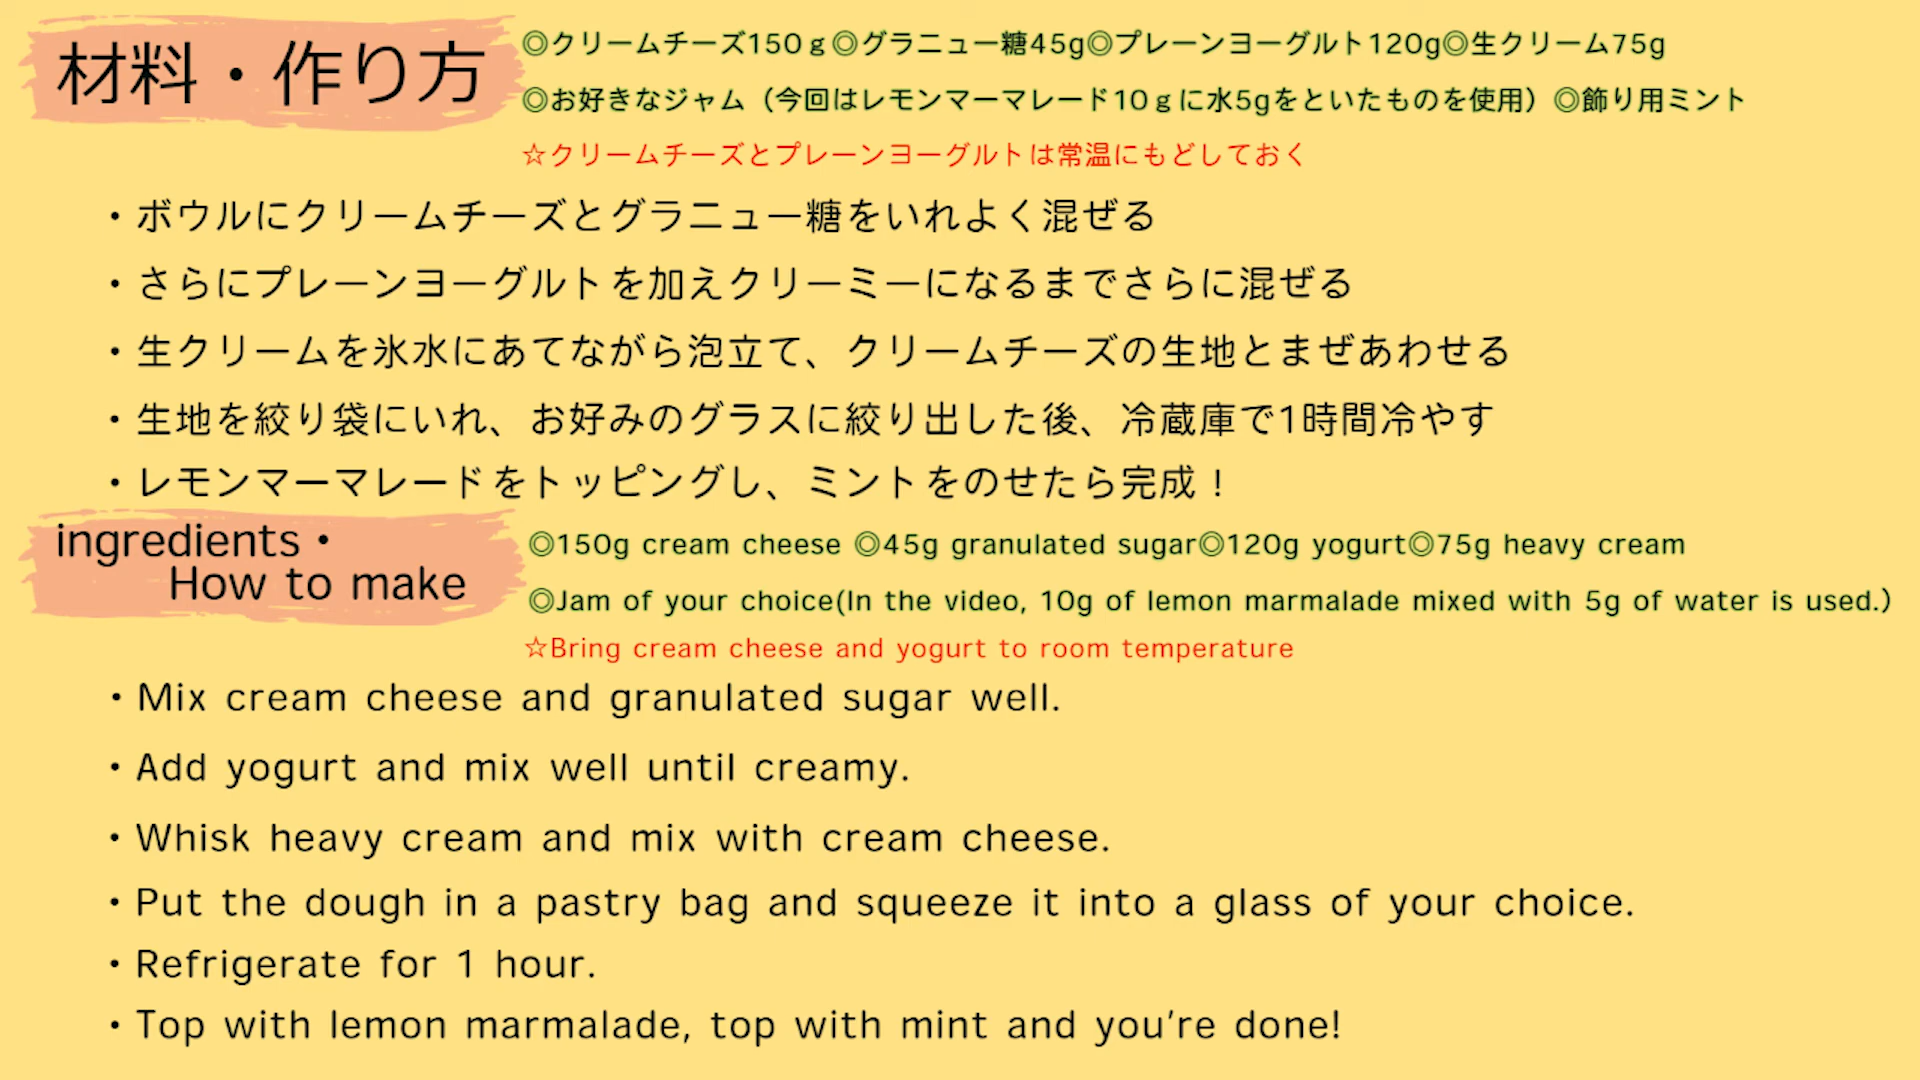 材料・作り方
◎クリームチーズ150ｇ◎グラニュー糖45g◎プレーンヨーグルト120g◎生クリーム75g
◎お好きなジャム（今回はレモンマーマレード10ｇに水5gをといたものを使用）◎飾り用ミント
☆クリームチーズとプレーンヨーグルトは常温にもどしておく
・ボウルにクリームチーズとグラニュー糖をいれよく混ぜる
・さらにプレーンヨーグルトを加えクリーミーになるまでさらに混ぜる
・生クリームを氷水にあてながら泡立て、クリームチーズの生地とまぜあわせる
・生地を絞り袋にいれ、お好みのグラスに絞り出した後、冷蔵庫で1時間冷やす
・レモンマーマレードをトッピングし、ミントをのせたら完成！
ingredients・
How to make
◎150g cream cheese ◎45g granulated sugar◎120g yogurt◎75g heavy cream
◎Jam of your choice(In the video, 10g of lemon marmalade mixed with 5g of water is used.）
☆Bring cream cheese and yogurt to room temperature
・Mix cream cheese and granulated sugar well.
・Add yogurt and mix well until creamy.
・Whisk heavy cream and mix with cream cheese.
・Put the dough in a pastry bag and squeeze it into a glass of your choice.
・Refrigerate for 1 hour.
・Top with lemon marmalade, top with mint and you're done!